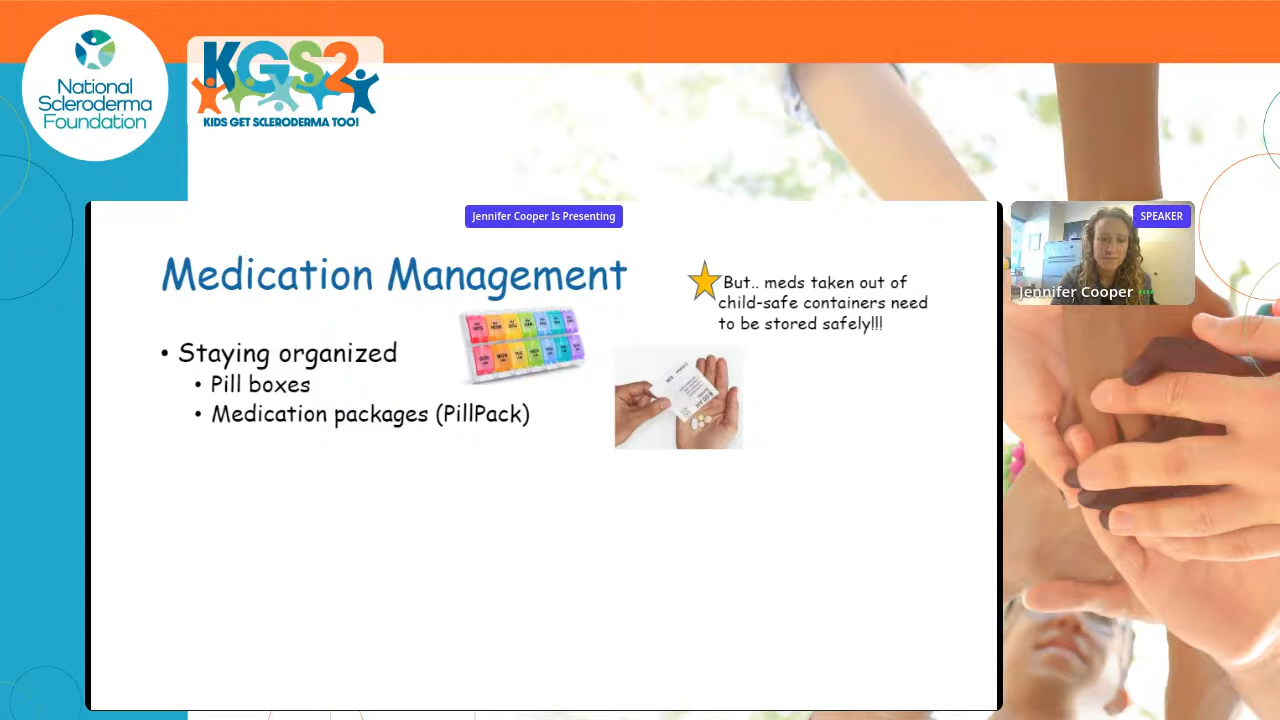 National
Scleroderma
Foundation
KGS2
KIDS GET SCLERODERMA TOO!
Jennifer Cooper Is Presenting
SPEAKER
Jennifer Cooper
Medication Management
But.. meds taken out of
child-safe containers need
to be stored safely!!!
• Staying organized
• Pill boxes
• Medication packages (PillPack)